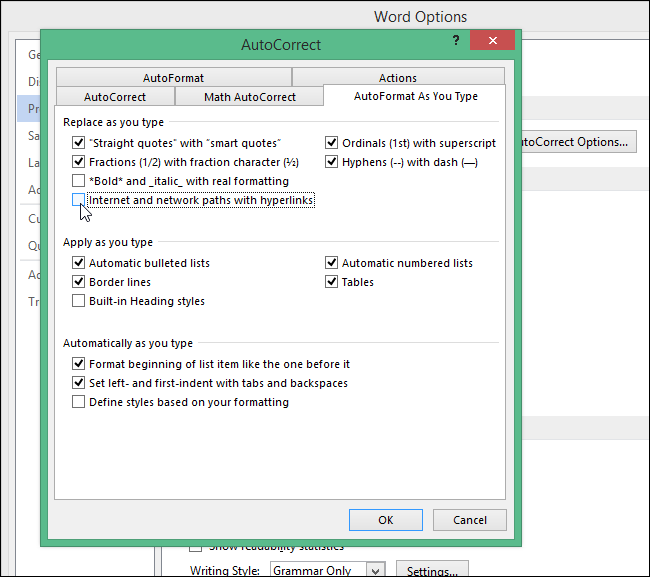 Word Options
AutoCorrect ?
AutoFormat Actions
AutoCorrect Math AutoCorrect AutoFormat As You Type
Replace as you type
"Straight quotes" with “smart quotes” Ordinals (1st) with superscript
Fractions (1/2) with fraction character (½) Hyphens (--) with dash (—)
*Bold* and _italic_ with real formatting
Internet and network paths with hyperlinks
Apply as you type
Automatic bulleted lists Automatic numbered lists
Border lines Tables
Built-in Heading styles
Automatically as you type
Format beginning of list item like the one before it
Set left- and first-indent with tabs and backspaces
Define styles based on your formatting
OK Cancel
Ge
Dis
Pr
Sa
La
Ad
Cu
Qu
Ad
Tr
utoCorrect Options...
Show readability statistics
Writing Style: Grammar Only Settings...